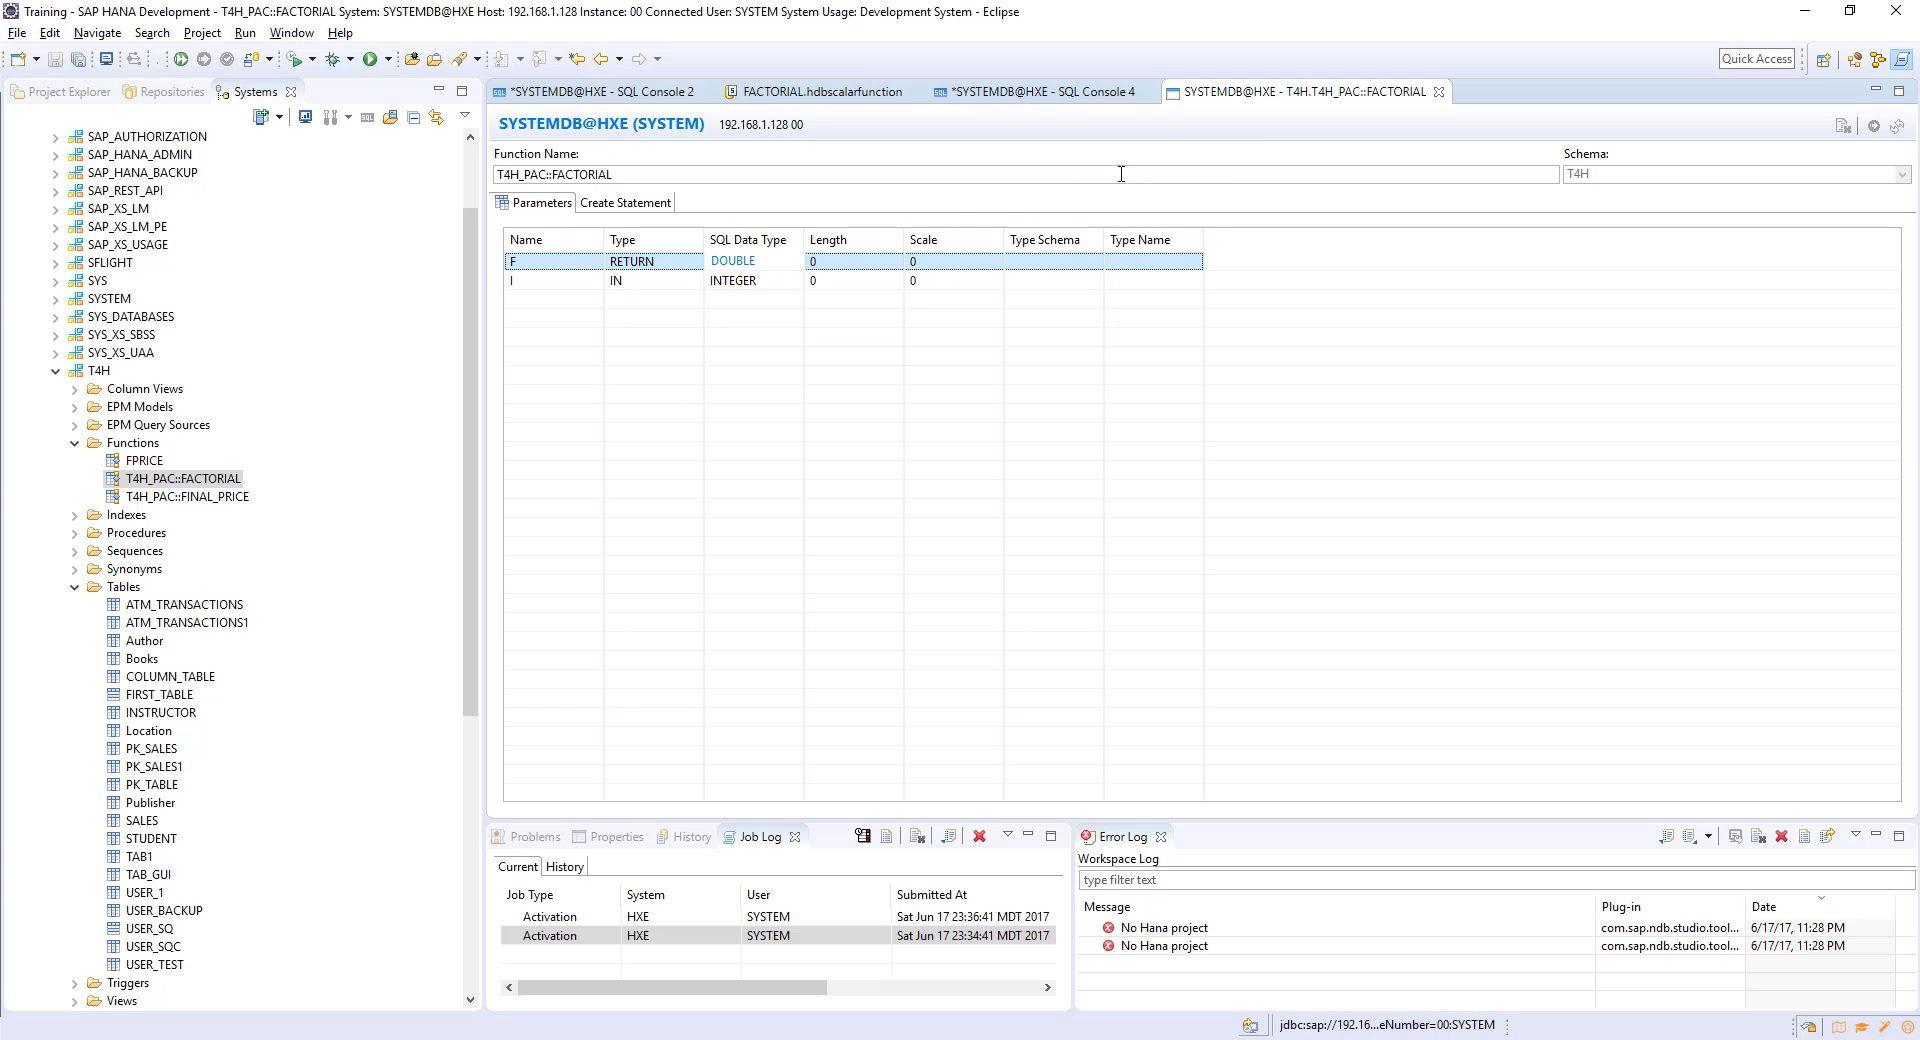 Training - SAP HANA Development - T4H_PAC::FACTORIAL System: SYSTEMDB@HXE Host: 192.168.1.128 Instance: 00 Connected User: SYSTEM System Usage: Development System - Eclipse
File Edit Navigate Search Project Run Window Help
Quick Access
Project Explorer Repositories Systems
SAP_AUTHORIZATION
SAP_HANA_ADMIN
SAP_HANA_BACKUP
SAP_REST_API
SAP_XS_LM
SAP_XS_LM_PE
SAP_XS_USAGE
SFLIGHT
SYS
SYSTEM
SYS_DATABASES
SYS_XS_SBSS
SYS_XS_UAA
T4H
Column Views
EPM Models
EPM Query Sources
Functions
FPRICE
T4H_PAC::FACTORIAL
T4H_PAC::FINAL_PRICE
Indexes
Procedures
Sequences
Synonyms
Tables
ATM_TRANSACTIONS
ATM_TRANSACTIONS1
Author
Books
COLUMN_TABLE
FIRST_TABLE
INSTRUCTOR
Location
PK_SALES
PK_SALES1
PK_TABLE
Publisher
SALES
STUDENT
TAB1
TAB_GUI
USER_1
USER_BACKUP
USER_SQ
USER_SQC
USER_TEST
Triggers
Views
*SYSTEMDB@HXE - SQL Console 2 FACTORIAL.hdbscalarfunction *SYSTEMDB@HXE - SQL Console 4 SYSTEMDB@HXE - T4H.T4H_PAC::FACTORIAL
SYSTEMDB@HXE (SYSTEM) 192.168.1.128 00
Function Name: Schema:
T4H_PAC::FACTORIAL T4H
Parameters Create Statement
Name Type SQL Data Type Length Scale Type Schema Type Name
F RETURN DOUBLE 0 0
I IN INTEGER 0 0
Problems Properties History Job Log
Current History
Job Type System User Submitted At
Activation HXE SYSTEM Sat Jun 17 23:36:41 MDT 2017
Activation HXE SYSTEM Sat Jun 17 23:34:41 MDT 2017
Error Log
Workspace Log
type filter text
Message Plug-in Date
No Hana project com.sap.ndb.studio.tool... 6/17/17, 11:28 PM
No Hana project com.sap.ndb.studio.tool... 6/17/17, 11:28 PM
jdbc:sap://192.16...eNumber=00:SYSTEM